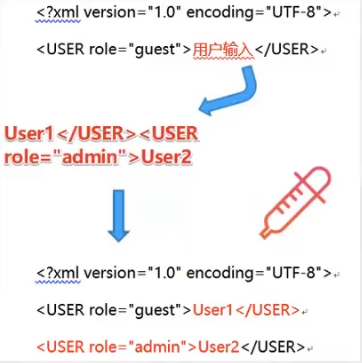 <?xml version="1.0" encoding="UTF-8">
<USER role="guest">用户输入</USER>
User1</USER><USER
role="admin">User2
<?xml version="1.0" encoding="UTF-8">
<USER role="guest">User1</USER>
<USER role="admin">User2</USER>